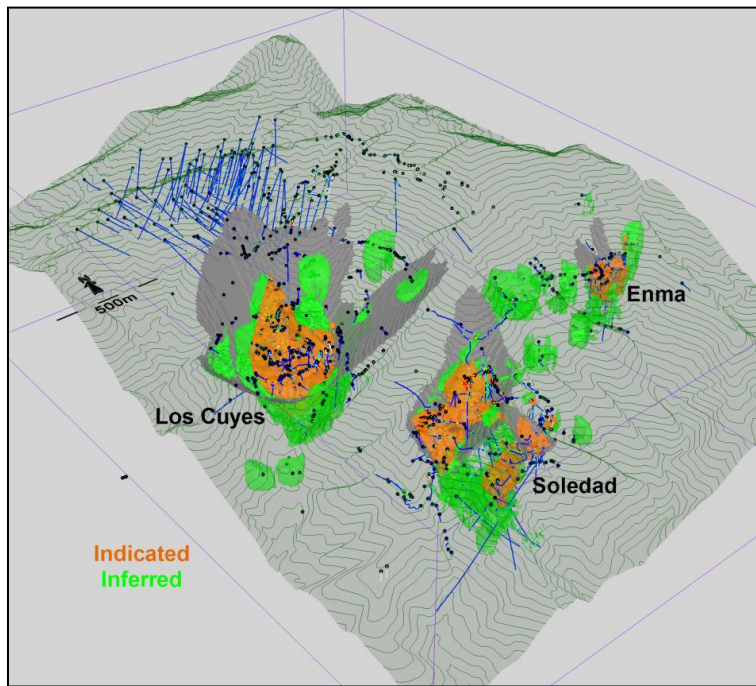 Enma
500m
Los Cuyes
Soledad
Indicated
Inferred